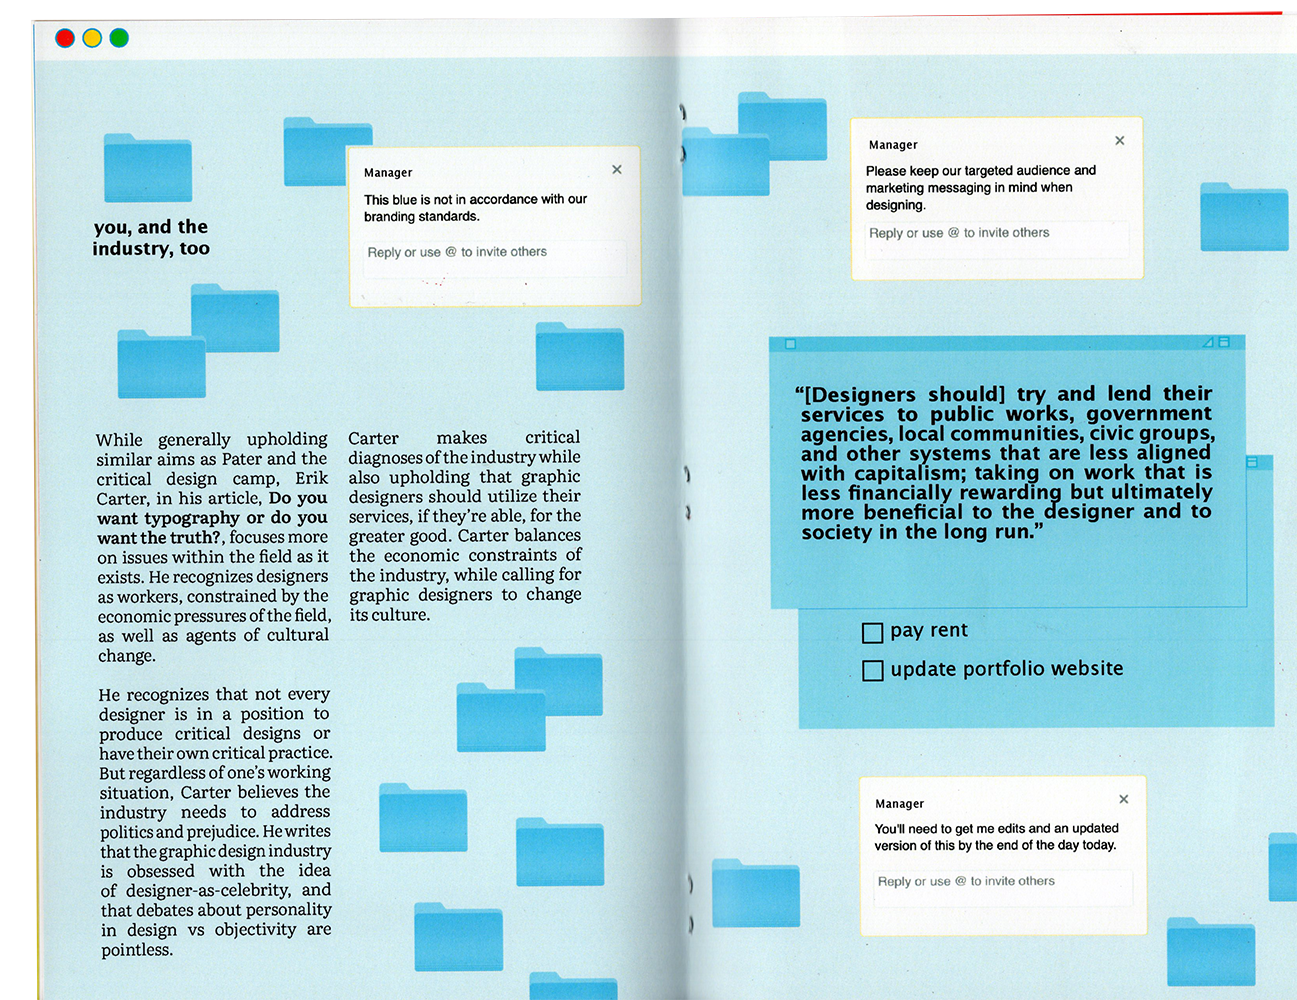 you, and the
industry, too
Manager
This blue is not in accordance with our
branding standards.
Reply or use @ to invite others
While generally upholding
similar aims as Pater and the
critical design camp, Erik
Carter, in his article, Do you
want typography or do you
want the truth?, focuses more
on issues within the field as it
exists. He recognizes designers
as workers, constrained by the
economic pressures of the field,
as well as agents of cultural
change.
He recognizes that not every
designer is in a position to
produce critical designs or
have their own critical practice.
But regardless of one's working
situation, Carter believes the
industry needs to address
politics and prejudice. He writes
that the graphic design industry
is obsessed with the idea
of designer-as-celebrity, and
that debates about personality
in design vs objectivity are
pointless.
Carter makes critical
diagnoses of the industry while
also upholding that graphic
designers should utilize their
services, if they're able, for the
greater good. Carter balances
the economic constraints of
the industry, while calling for
graphic designers to change
its culture.
Manager
Please keep our targeted audience and
marketing messaging in mind when
designing.
Reply or use @ to invite others
“[Designers should] try and lend their
services to public works, government
agencies, local communities, civic groups,
and other systems that are less aligned
with capitalism; taking on work that is
less financially rewarding but ultimately
more beneficial to the designer and to
society in the long run.”
pay rent
update portfolio website
Manager
You'll need to get me edits and an updated
version of this by the end of the day today.
Reply or use @ to invite others